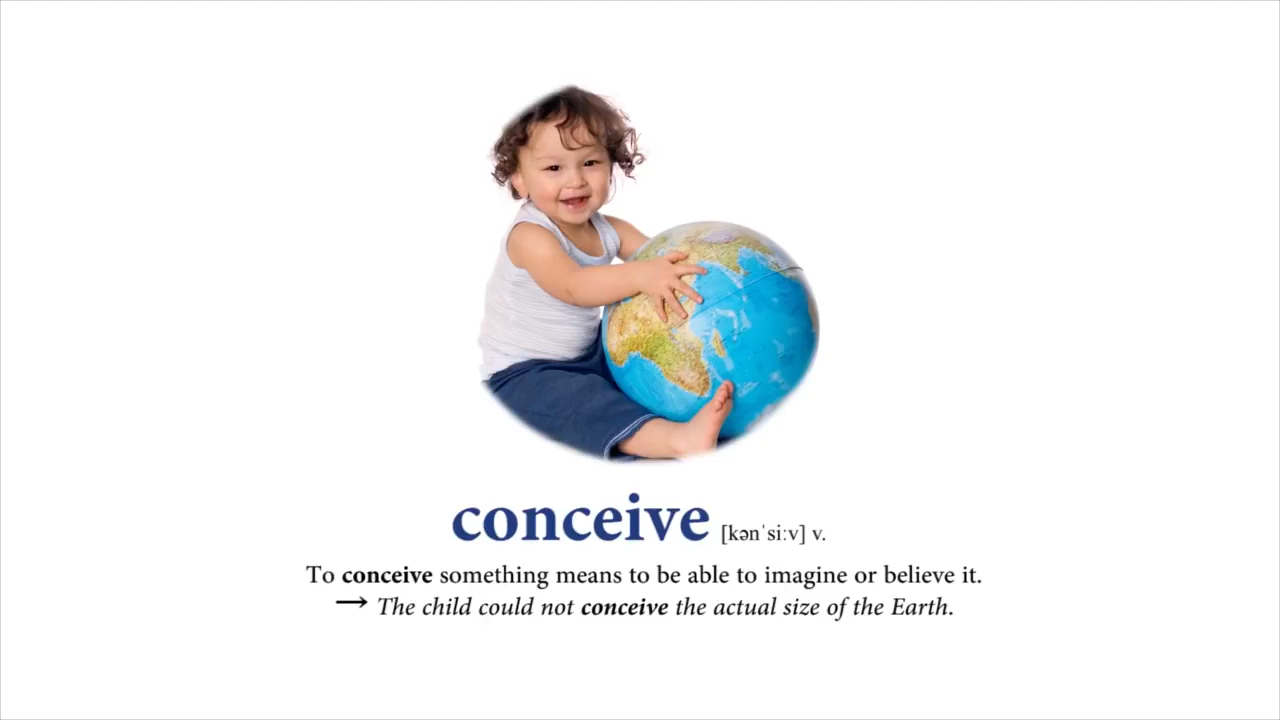 conceive [kənˈsiːv] v.
To conceive something means to be able to imagine or believe it.
→ The child could not conceive the actual size of the Earth.